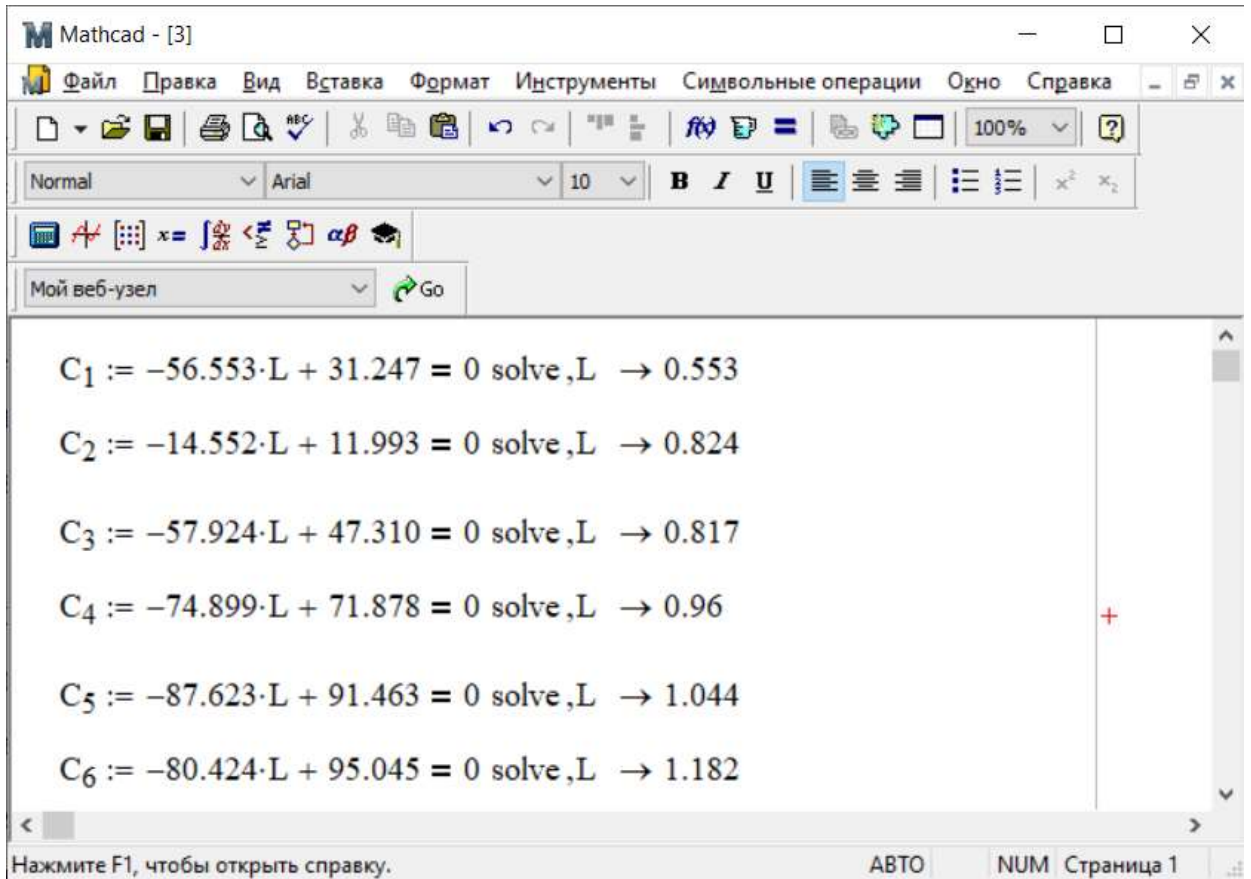 Mathcad - [3]
Файл Правка Вид Вставка Формат Инструменты Символьные операции Окно Справка
100%
Normal Arial 10 B I U x² x₂
x= αβ
Мой веб-узел Go
C₁ := −56.553·L + 31.247 = 0 solve ,L → 0.553
C₂ := −14.552·L + 11.993 = 0 solve ,L → 0.824
C₃ := −57.924·L + 47.310 = 0 solve ,L → 0.817
C₄ := −74.899·L + 71.878 = 0 solve ,L → 0.96
C₅ := −87.623·L + 91.463 = 0 solve ,L → 1.044
C₆ := −80.424·L + 95.045 = 0 solve ,L → 1.182
Нажмите F1, чтобы открыть справку. АВТО NUM Страница 1